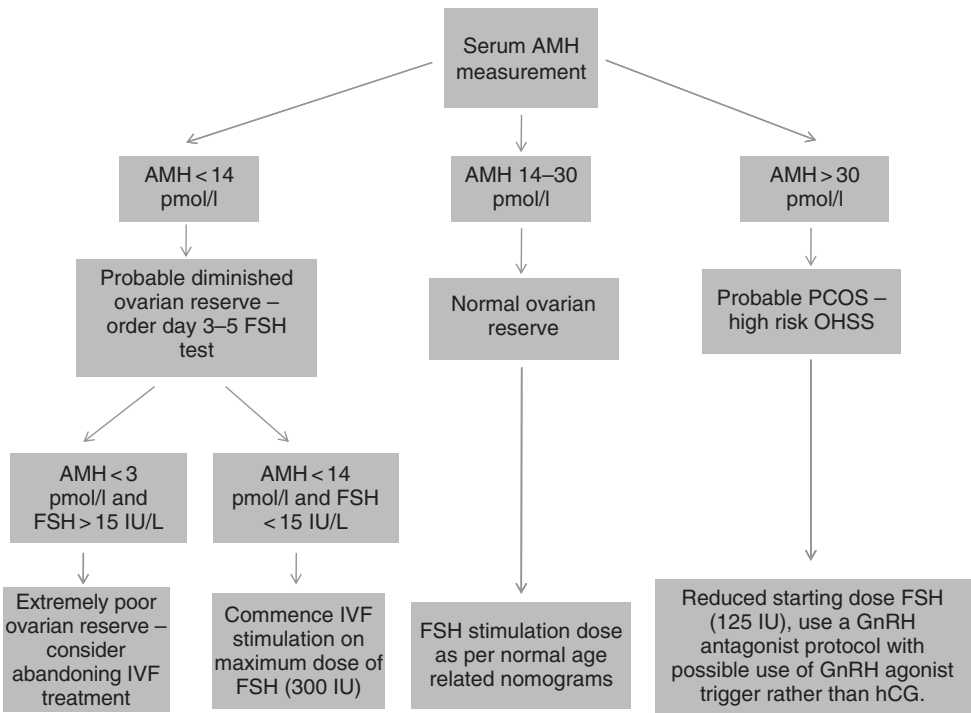 Serum AMH
measurement
AMH < 14
pmol/l
AMH 14–30
pmol/l
AMH > 30
pmol/l
Probable diminished
ovarian reserve –
order day 3–5 FSH
test
Normal ovarian
reserve
Probable PCOS –
high risk OHSS
AMH < 3
pmol/l and
FSH > 15 IU/L
AMH < 14
pmol/l and FSH
< 15 IU/L
Extremely poor
ovarian reserve –
consider
abandoning IVF
treatment
Commence IVF
stimulation on
maximum dose of
FSH (300 IU)
FSH stimulation dose
as per normal age
related nomograms
Reduced starting dose FSH
(125 IU), use a GnRH
antagonist protocol with
possible use of GnRH agonist
trigger rather than hCG.